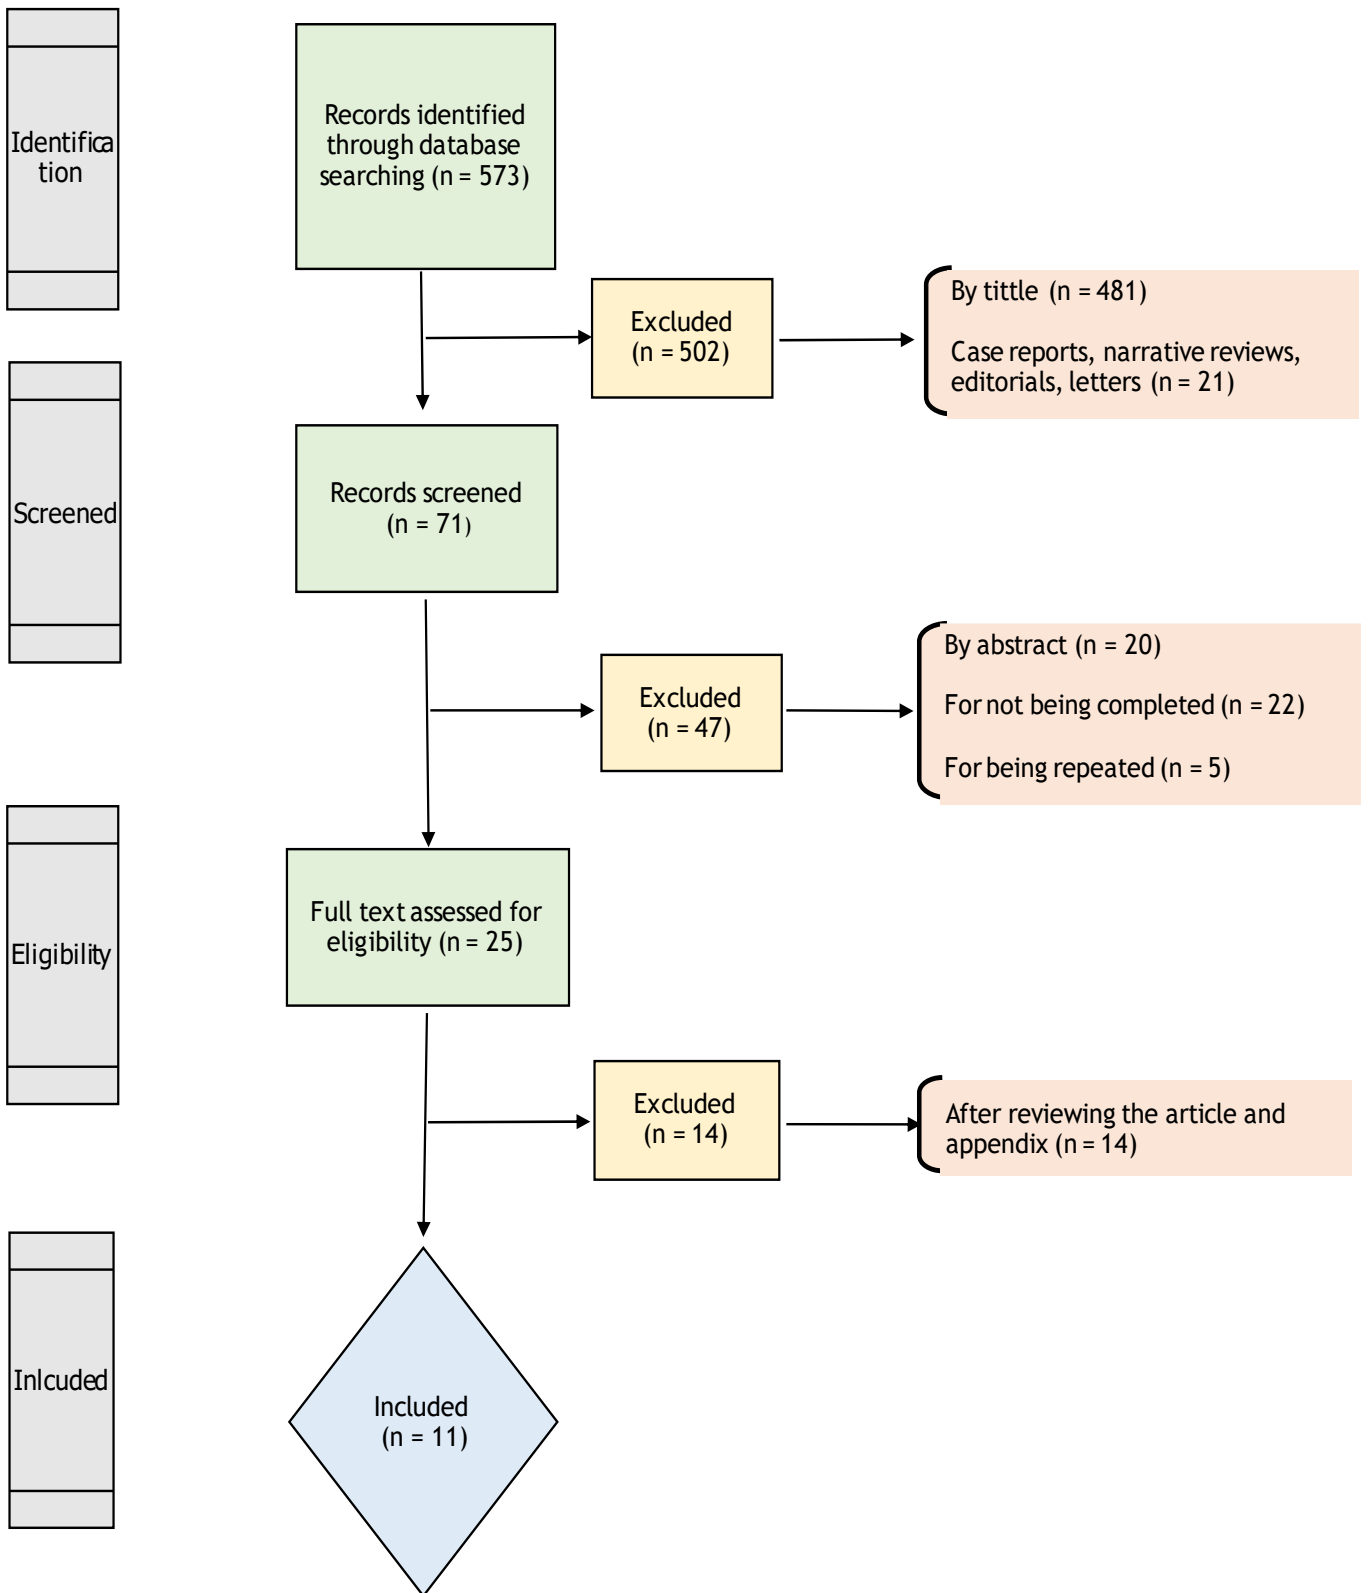 Identifica
tion
Records identified
through database
searching (n = 573)
Excluded
(n = 502)
By tittle (n = 481)
Case reports, narrative reviews,
editorials, letters (n = 21)
Screened
Records screened
(n = 71)
Excluded
(n = 47)
By abstract (n = 20)
For not being completed (n = 22)
For being repeated (n = 5)
Eligibility
Full text assessed for
eligibility (n = 25)
Excluded
(n = 14)
After reviewing the article and
appendix (n = 14)
Inlcuded
Included
(n = 11)